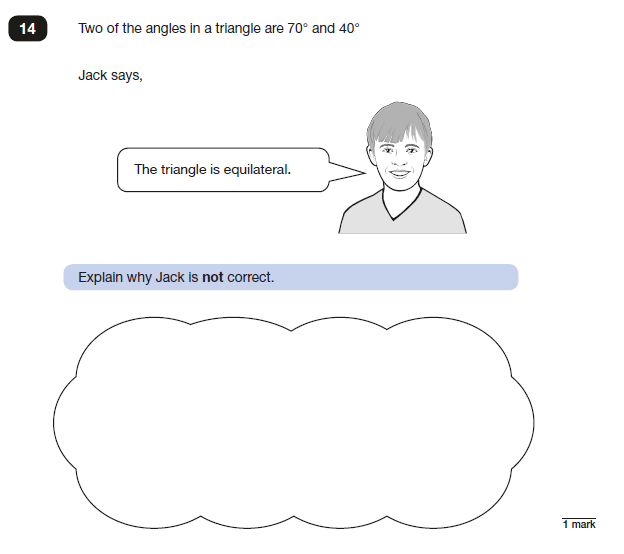 14
Two of the angles in a triangle are 70° and 40°
Jack says,
The triangle is equilateral.
Explain why Jack is not correct.
1 mark